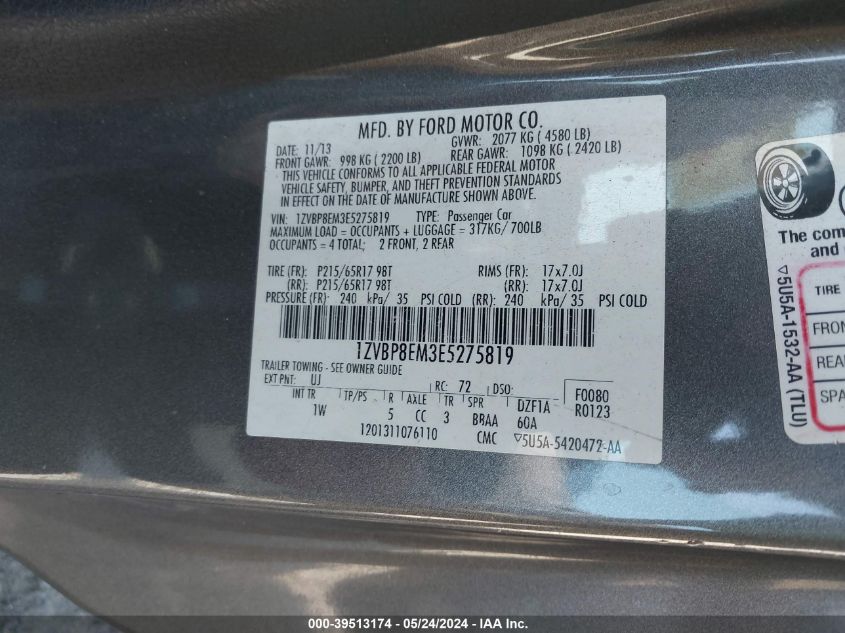 MFD. BY FORD MOTOR CO.
DATE: 11/13 GVWR: 2077 KG ( 4580 LB)
FRONT GAWR: 998 KG ( 2200 LB) REAR GAWR: 1098 KG ( 2420 LB)
THIS VEHICLE CONFORMS TO ALL APPLICABLE FEDERAL MOTOR
VEHICLE SAFETY, BUMPER, AND THEFT PREVENTION STANDARDS
IN EFFECT ON THE DATE OF MANUFACTURE SHOWN ABOVE.
VIN: 1ZVBP8EM3E5275819 TYPE: Passenger Car
MAXIMUM LOAD = OCCUPANTS + LUGGAGE = 317KG/ 700LB
OCCUPANTS = 4 TOTAL; 2 FRONT, 2 REAR
TIRE (FR): P215/65R17 98T RIMS (FR): 17x7.0J
(RR): P215/65R17 98T (RR): 17x7.0J
PRESSURE (FR): 240 kPa/ 35 PSI COLD (RR): 240 kPa/ 35 PSI COLD
1ZVBP8EM3E5275819
TRAILER TOWING - SEE OWNER GUIDE
EXT PNT: UJ RC: 72 DSO: F0080
INT TR TP/PS R AXLE TR SPR DZF1A R0123
1W 5 CC 3 BBAA 60A
1201311076110 CMC ▽5U5A-5420472-AA
The com
and
▽5U5A-1532-AA (TLU)
TIRE
FRON
REA
SPA
000-39513174 - 05/24/2024 - IAA Inc.